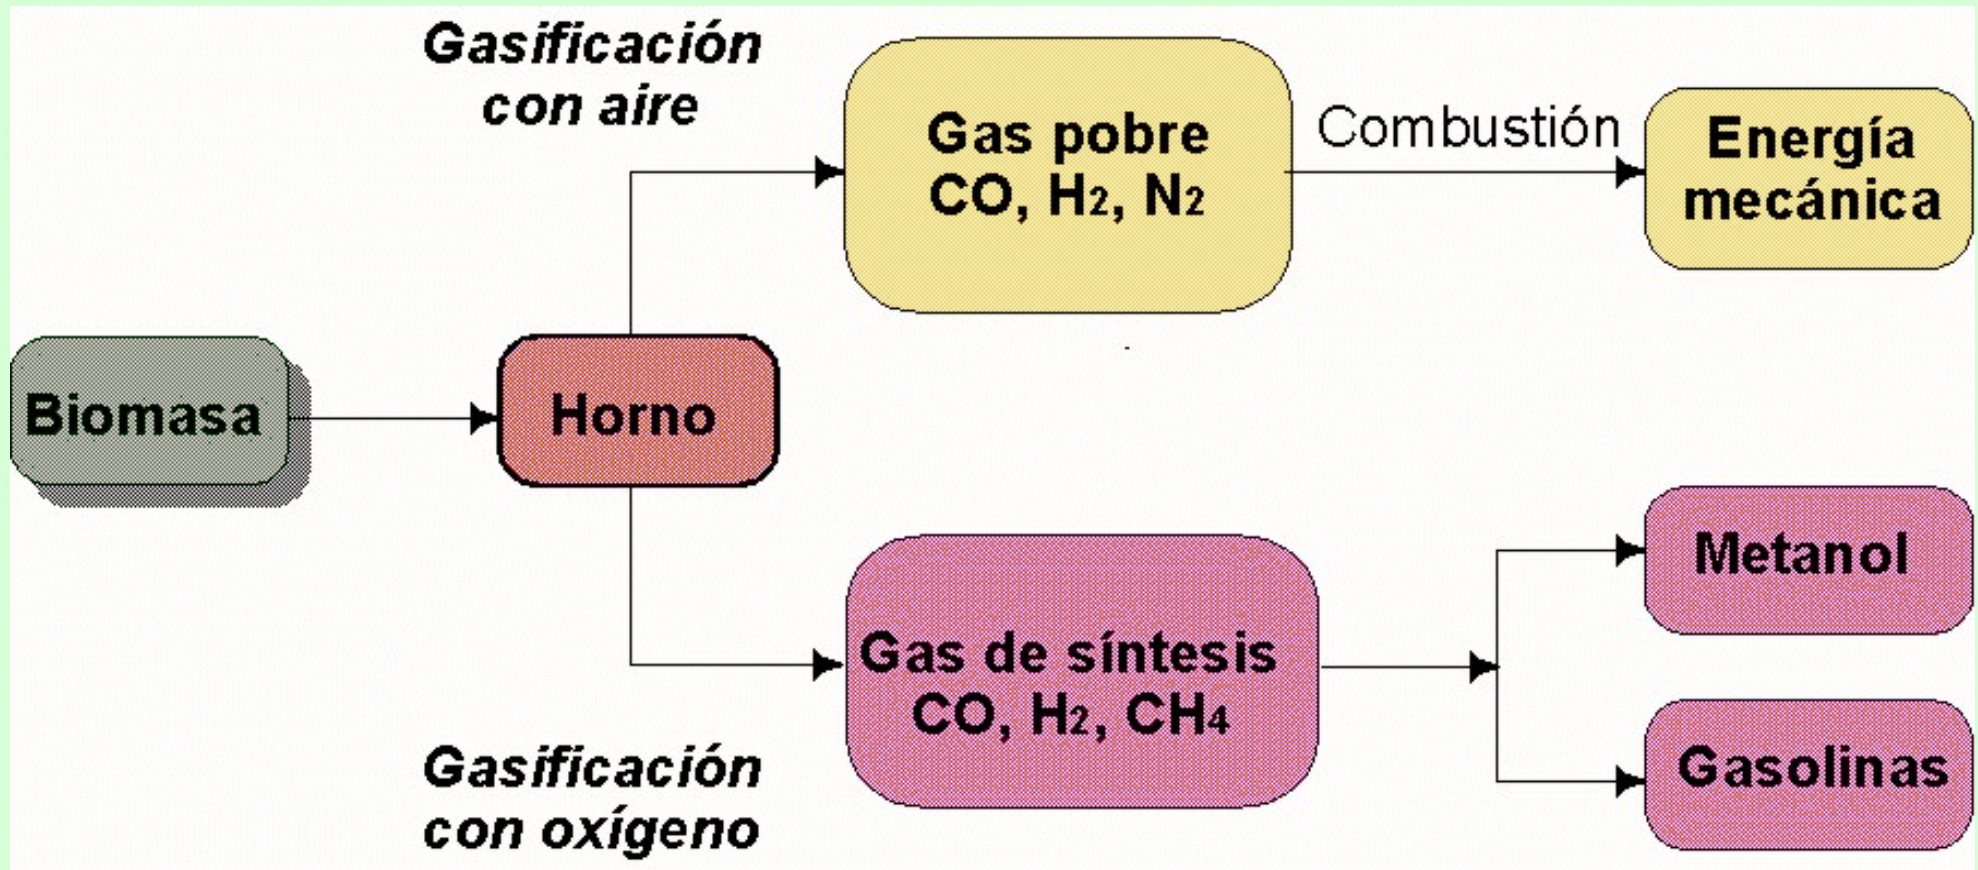 Gasificación
con aire
Gas pobre
CO, H2, N2
Combustión
Energía
mecánica
Biomasa
Horno
Gas de síntesis
CO, H2, CH4
Metanol
Gasolinas
Gasificación
con oxígeno